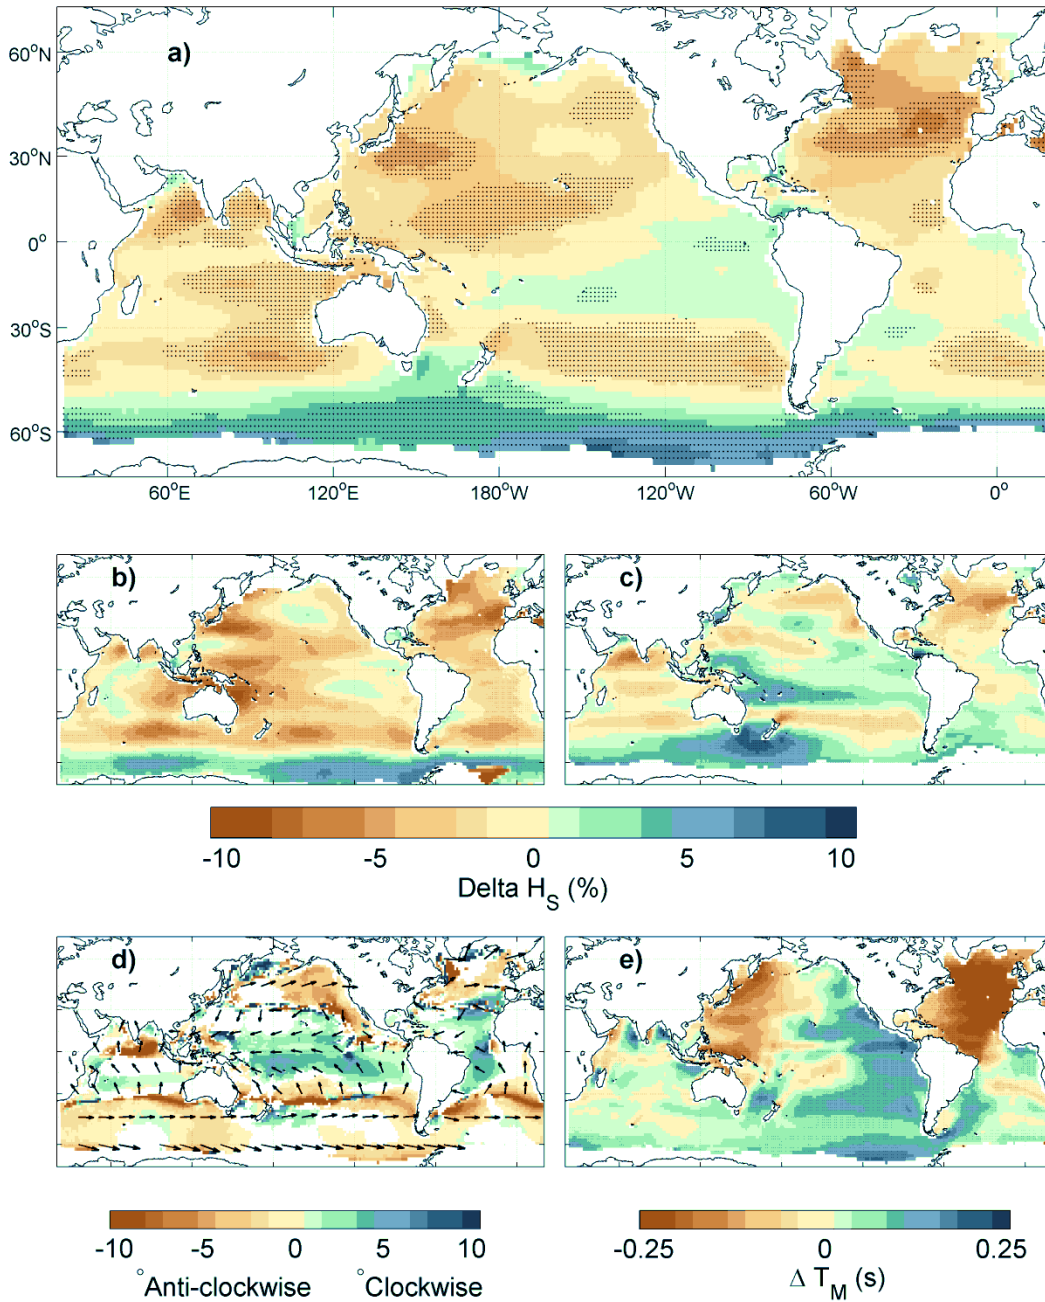 a)
60°N
30°N
0°
30°S
60°S
60°E 120°E 180°W 120°W 60°W 0°
b) c)
-10 -5 0 5 10
Delta H_S (%)
d) e)
-10 -5 0 5 10
°Anti-clockwise °Clockwise
-0.25 0 0.25
Δ T_M (s)